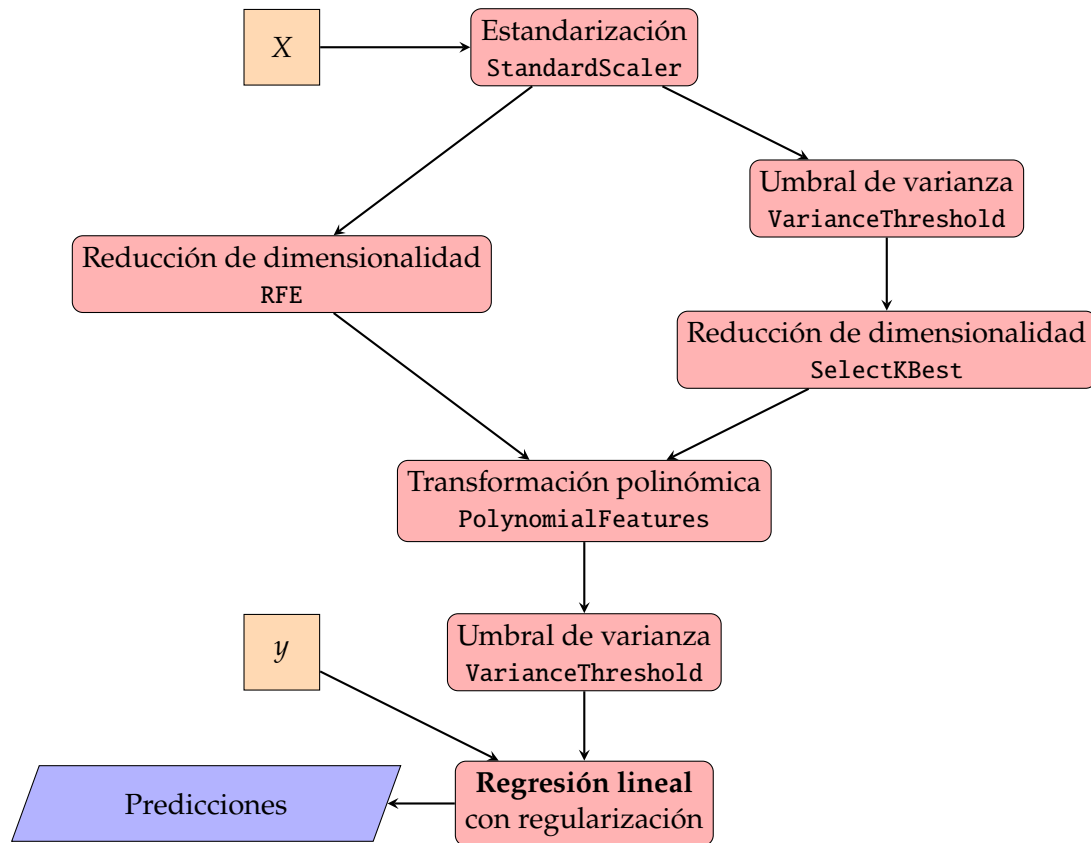 X
Estandarización
StandardScaler
Umbral de varianza
VarianceThreshold
Reducción de dimensionalidad
RFE
Reducción de dimensionalidad
SelectKBest
Transformación polinómica
PolynomialFeatures
y
Umbral de varianza
VarianceThreshold
Regresión lineal
con regularización
Predicciones